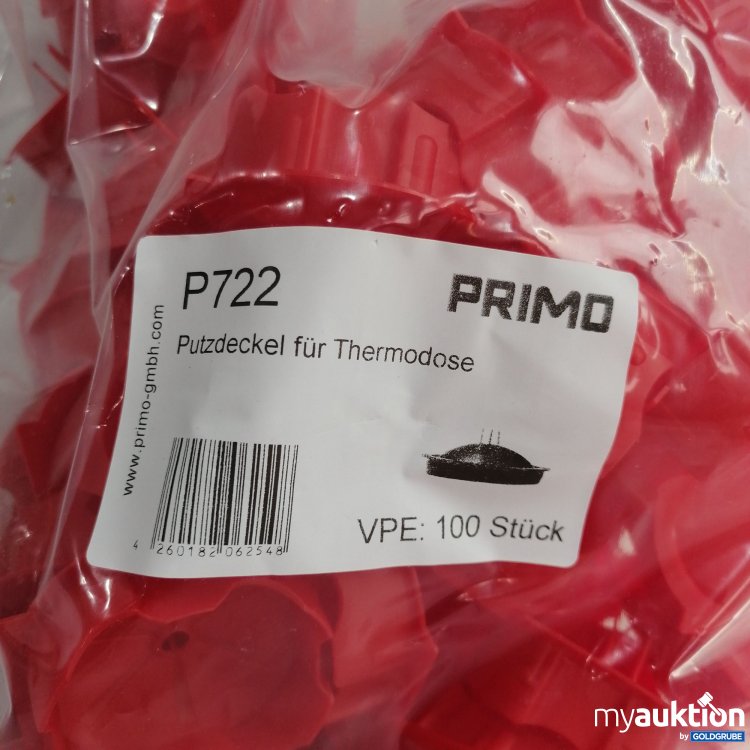 P722
PRIMO
Putzdeckel für Thermodose
www.primo-gmbh.com
4 260182 062548
VPE: 100 Stück
myauktion
by GOLDGRUBE